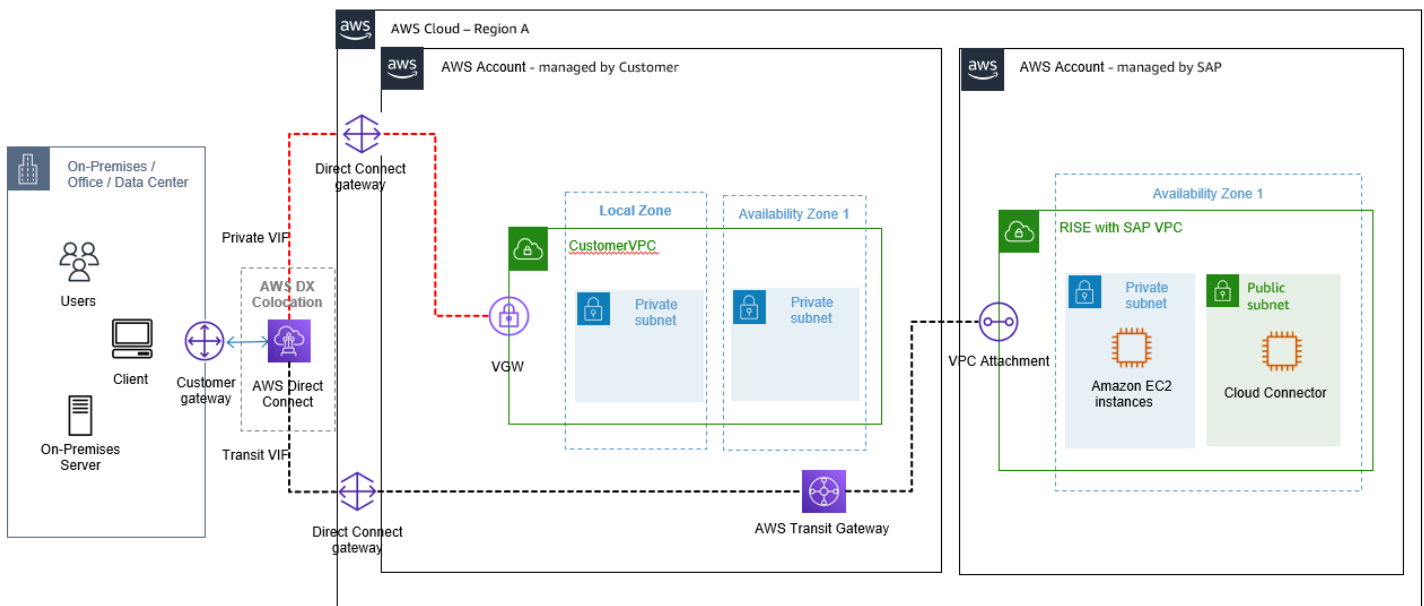 aws
AWS Cloud – Region A
aws
AWS Account - managed by Customer
aws
AWS Account - managed by SAP
On-Premises /
Office / Data Center
Users
Client
On-Premises
Server
Customer
gateway
Private VIF
AWS DX
Colocation
AWS Direct
Connect
Transit VIF
Direct Connect
gateway
Direct Connect
gateway
Local Zone
Availability Zone 1
CustomerVPC
Private
subnet
Private
subnet
VGW
AWS Transit Gateway
VPC Attachment
Availability Zone 1
RISE with SAP VPC
Private
subnet
Amazon EC2
instances
Public
subnet
Cloud Connector